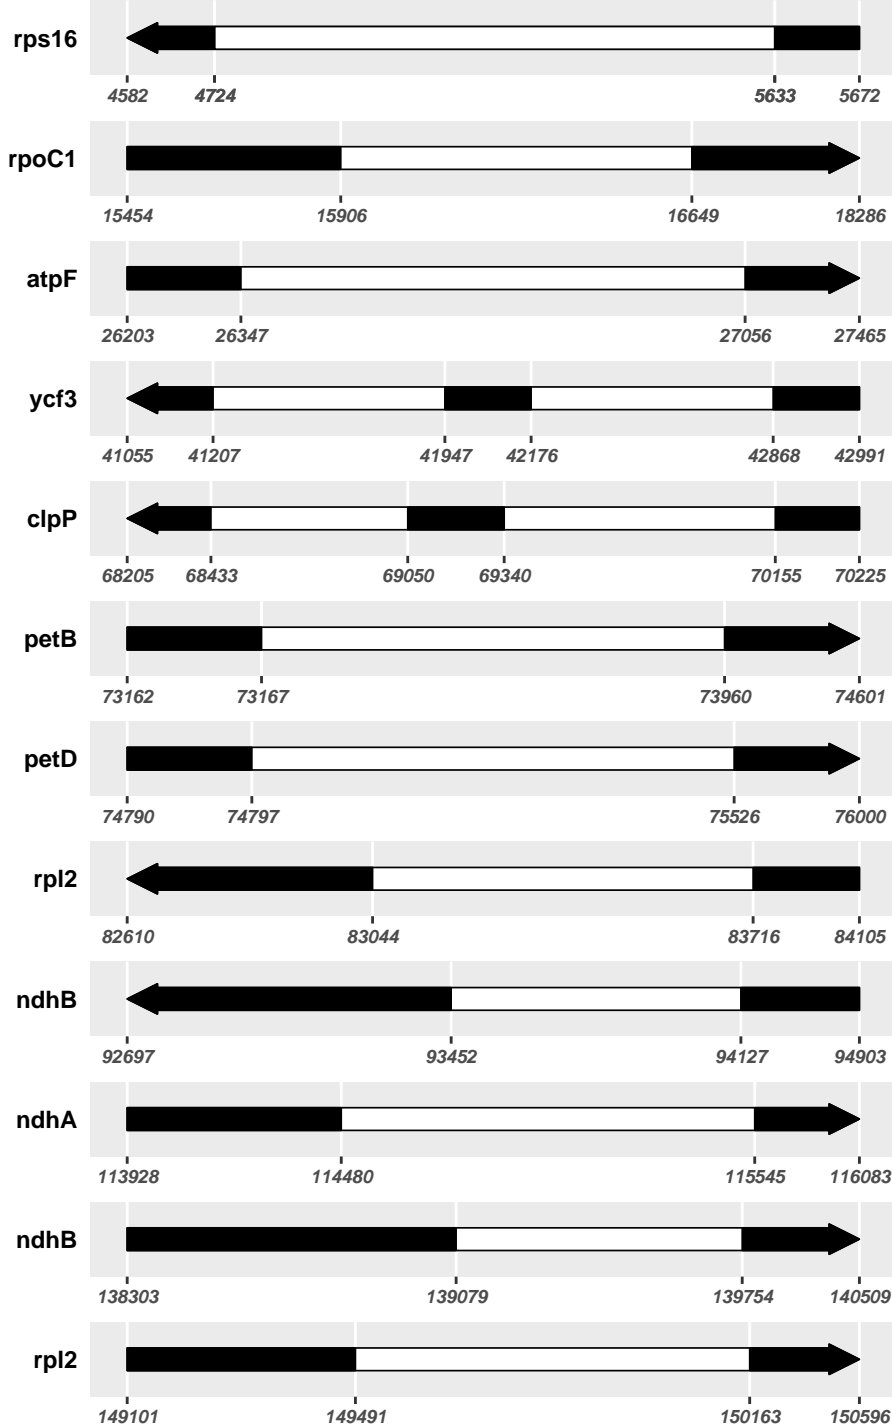 rps16
4582 4724 5633 5672
rpoC1
15454 15906 16649 18286
atpF
26203 26347 27056 27465
ycf3
41055 41207 41947 42176 42868 42991
clpP
68205 68433 69050 69340 70155 70225
petB
73162 73167 73960 74601
petD
74790 74797 75526 76000
rpl2
82610 83044 83716 84105
ndhB
92697 93452 94127 94903
ndhA
113928 114480 115545 116083
ndhB
138303 139079 139754 140509
rpl2
149101 149491 150163 150596